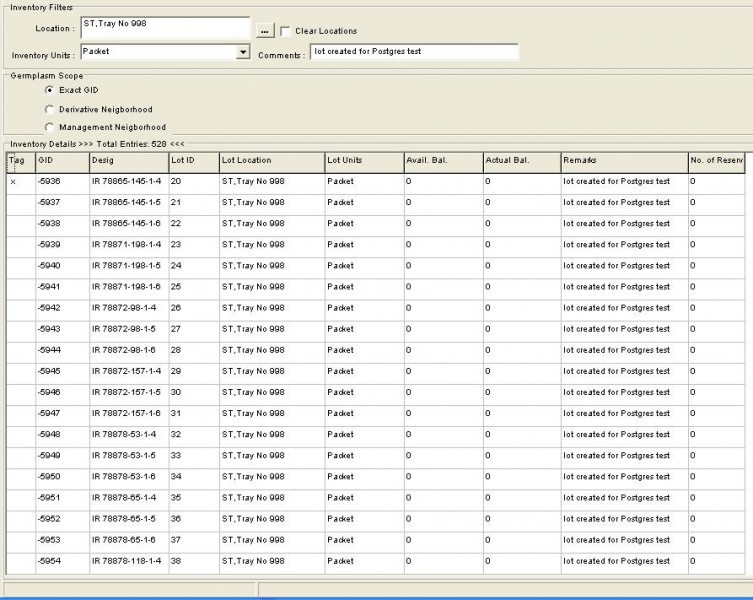 Inventory Filters
Location : ST,Tray No 998 ... Clear Locations
Inventory Units : Packet Comments : lot created for Postgres test
Germplasm Scope
Exact GID
Derivative Neigborhood
Management Neigborhood
Inventory Details >>> Total Entries: 528 <<<
Tag GID Desig Lot ID Lot Location Lot Units Avail. Bal. Actual Bal. Remarks No. of Reserv
x -5936 IR 78865-145-1-4 20 ST,Tray No 998 Packet 0 0 lot created for Postgres test 0
-5937 IR 78865-145-1-5 21 ST,Tray No 998 Packet 0 0 lot created for Postgres test 0
-5938 IR 78865-145-1-6 22 ST,Tray No 998 Packet 0 0 lot created for Postgres test 0
-5939 IR 78871-198-1-4 23 ST,Tray No 998 Packet 0 0 lot created for Postgres test 0
-5940 IR 78871-198-1-5 24 ST,Tray No 998 Packet 0 0 lot created for Postgres test 0
-5941 IR 78871-198-1-6 25 ST,Tray No 998 Packet 0 0 lot created for Postgres test 0
-5942 IR 78872-98-1-4 26 ST,Tray No 998 Packet 0 0 lot created for Postgres test 0
-5943 IR 78872-98-1-5 27 ST,Tray No 998 Packet 0 0 lot created for Postgres test 0
-5944 IR 78872-98-1-6 28 ST,Tray No 998 Packet 0 0 lot created for Postgres test 0
-5945 IR 78872-157-1-4 29 ST,Tray No 998 Packet 0 0 lot created for Postgres test 0
-5946 IR 78872-157-1-5 30 ST,Tray No 998 Packet 0 0 lot created for Postgres test 0
-5947 IR 78872-157-1-6 31 ST,Tray No 998 Packet 0 0 lot created for Postgres test 0
-5948 IR 78878-53-1-4 32 ST,Tray No 998 Packet 0 0 lot created for Postgres test 0
-5949 IR 78878-53-1-5 33 ST,Tray No 998 Packet 0 0 lot created for Postgres test 0
-5950 IR 78878-53-1-6 34 ST,Tray No 998 Packet 0 0 lot created for Postgres test 0
-5951 IR 78878-65-1-4 35 ST,Tray No 998 Packet 0 0 lot created for Postgres test 0
-5952 IR 78878-65-1-5 36 ST,Tray No 998 Packet 0 0 lot created for Postgres test 0
-5953 IR 78878-65-1-6 37 ST,Tray No 998 Packet 0 0 lot created for Postgres test 0
-5954 IR 78878-118-1-4 38 ST,Tray No 998 Packet 0 0 lot created for Postgres test 0